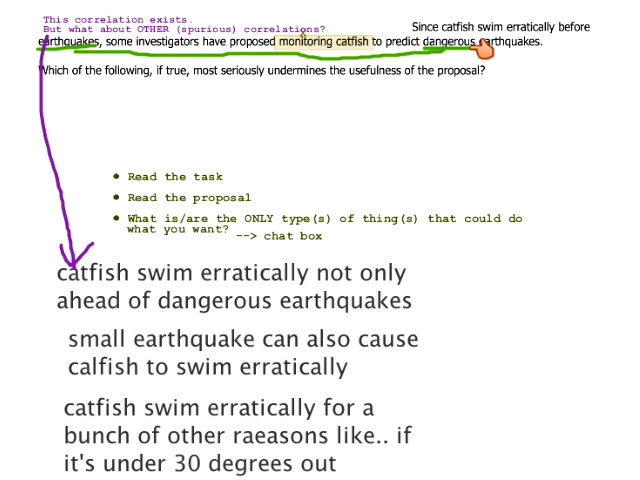 This correlation exists.
But what about OTHER (spurious) correlations?
Since catfish swim erratically before
earthquakes, some investigators have proposed monitoring catfish to predict dangerous earthquakes.
Which of the following, if true, most seriously undermines the usefulness of the proposal?
• Read the task
• Read the proposal
• What is/are the ONLY type(s) of thing(s) that could do
what you want?
--> chat box
catfish swim erratically not only
ahead of dangerous earthquakes
small earthquake can also cause
calfish to swim erratically
catfish swim erratically for a
bunch of other raeasons like.. if
it's under 30 degrees out